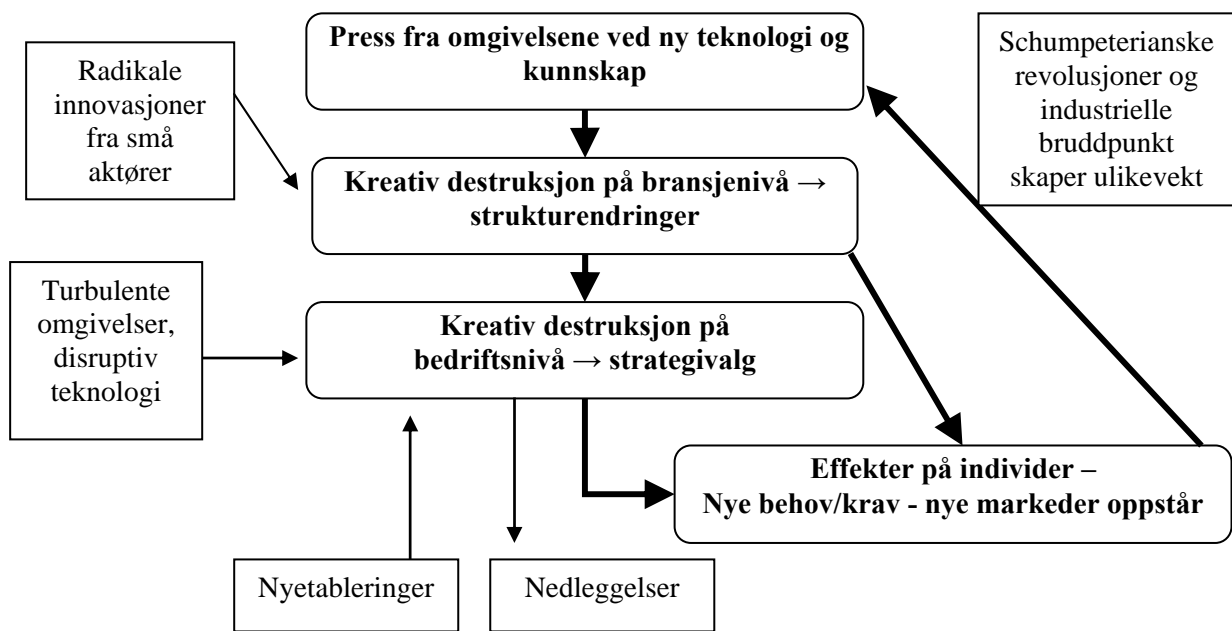 Press fra omgivelsene ved ny teknologi og
kunnskap
Schumpeterianske
revolusjoner og
industrielle
bruddpunkt
skaper ulikevekt
Radikale
innovasjoner
fra små
aktører
Kreativ destruksjon på bransjenivå →
strukturendringer
Turbulente
omgivelser,
disruptiv
teknologi
Kreativ destruksjon på
bedriftsnivå → strategivalg
Effekter på individer –
Nye behov/krav - nye markeder oppstår
Nyetableringer
Nedleggelser